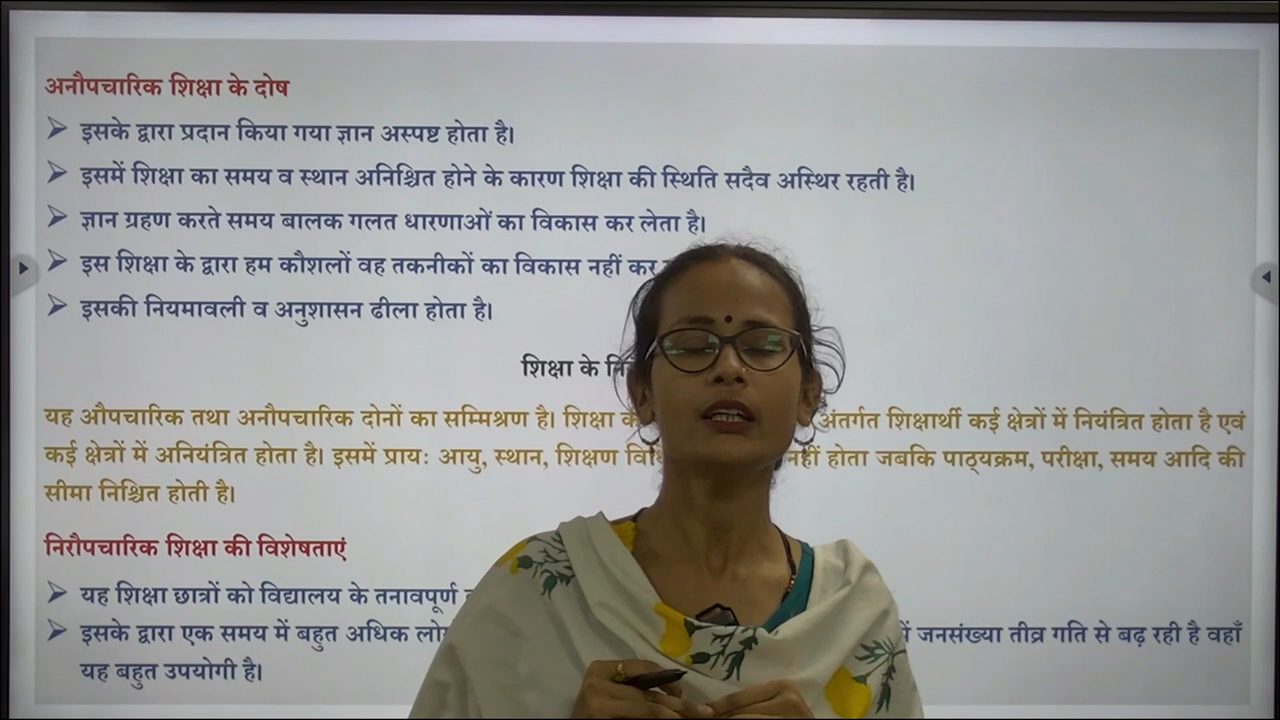 अनौपचारिक शिक्षा के दोष
इसके द्वारा प्रदान किया गया ज्ञान अस्पष्ट होता है।
इसमें शिक्षा का समय व स्थान अनिश्चित होने के कारण शिक्षा की स्थिति सदैव अस्थिर रहती है।
ज्ञान ग्रहण करते समय बालक गलत धारणाओं का विकास कर लेता है।
इस शिक्षा के द्वारा हम कौशलों वह तकनीकों का विकास नहीं कर
इसकी नियमावली व अनुशासन ढीला होता है।
शिक्षा के
यह औपचारिक तथा अनौपचारिक दोनों का सम्मिश्रण है। शिक्षा अंतर्गत शिक्षार्थी कई क्षेत्रों में नियंत्रित होता है एवं
कई क्षेत्रों में अनियंत्रित होता है। इसमें प्रायः आयु, स्थान, शिक्षण नहीं होता जबकि पाठ्यक्रम, परीक्षा, समय आदि की
सीमा निश्चित होती है।
निरौपचारिक शिक्षा की विशेषताएं
यह शिक्षा छात्रों को विद्यालय के तनावपूर्ण
इसके द्वारा एक समय में बहुत अधिक जनसंख्या तीव्र गति से बढ़ रही है वहाँ
यह बहुत उपयोगी है।